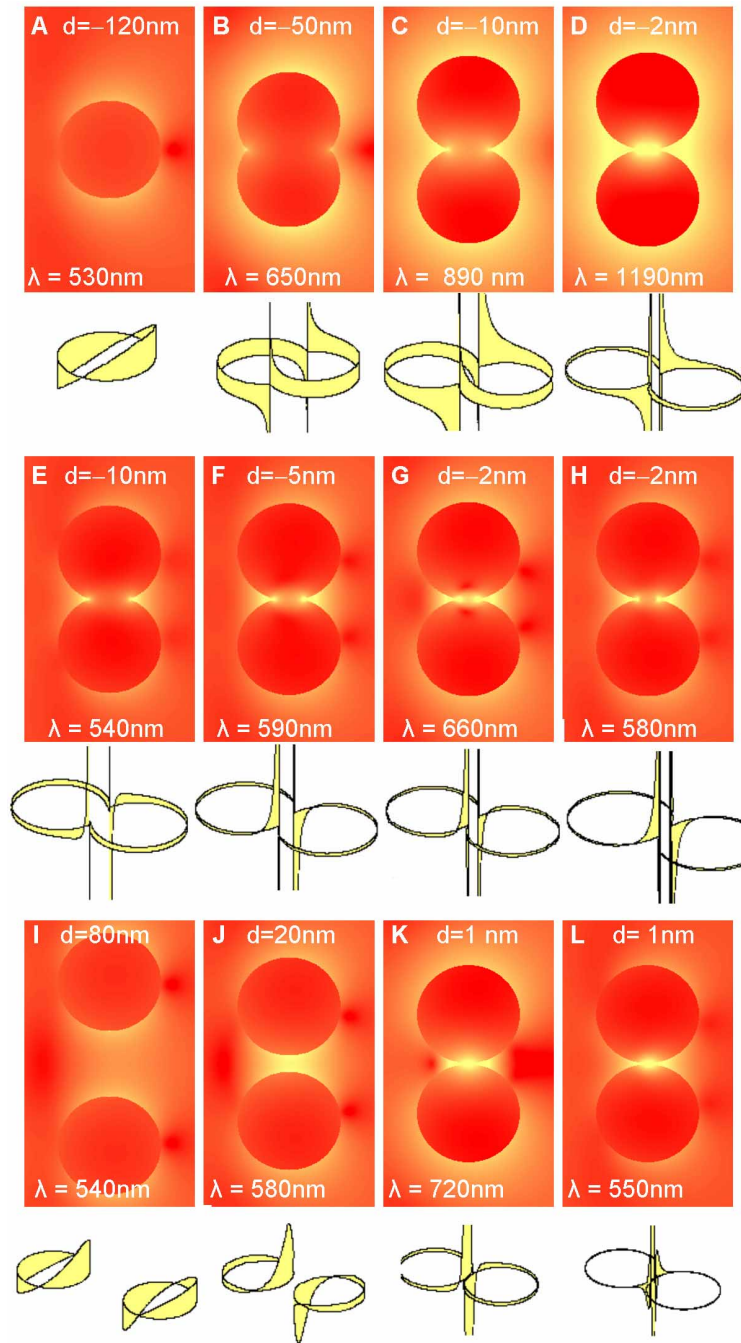 A d=−120nm
B d=−50nm
C d=−10nm
D d=−2nm
λ = 530nm
λ = 650nm
λ = 890 nm
λ = 1190nm
E d=−10nm
F d=−5nm
G d=−2nm
H d=−2nm
λ = 540nm
λ = 590nm
λ = 660nm
λ = 580nm
I d=80nm
J d=20nm
K d=1 nm
L d= 1nm
λ = 540nm
λ = 580nm
λ = 720nm
λ = 550nm